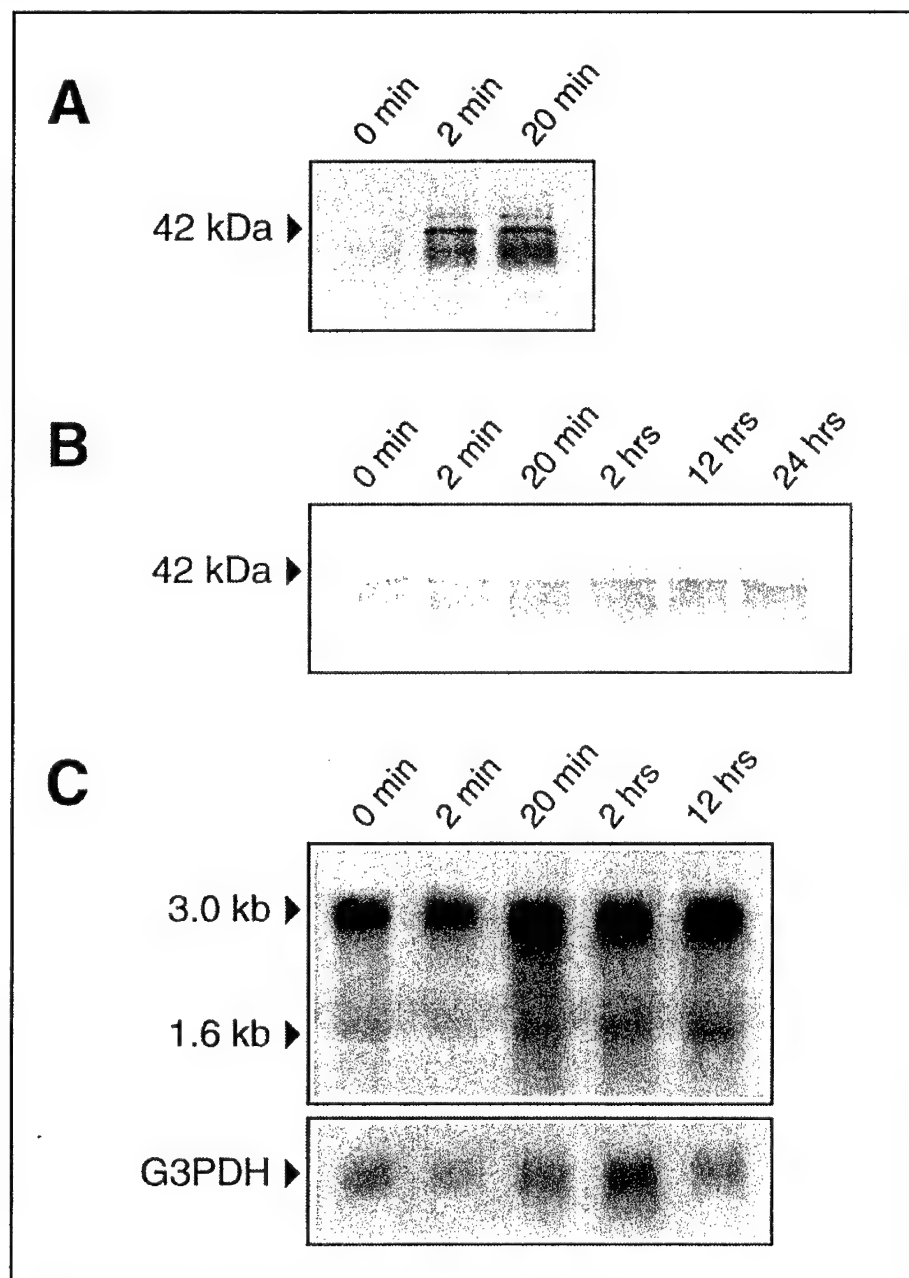 A
0 min 2 min 20 min
42 kDa
B
0 min 2 min 20 min 2 hrs 12 hrs 24 hrs
42 kDa
C
0 min 2 min 20 min 2 hrs 12 hrs
3.0 kb
1.6 kb
G3PDH